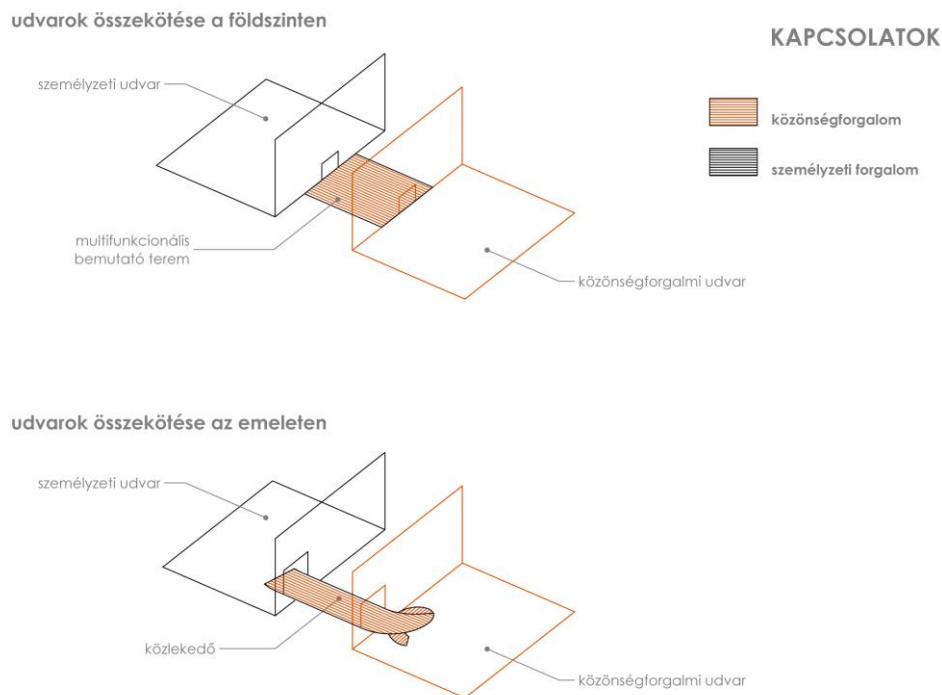 udvarok összekötése a földszinten
KAPCSOLATOK
személyzeti udvar
közönségforgalom
személyzeti forgalom
multifunkcionális
bemutató terem
közönségforgalmi udvar
udvarok összekötése az emeleten
személyzeti udvar
közlekedő
közönségforgalmi udvar